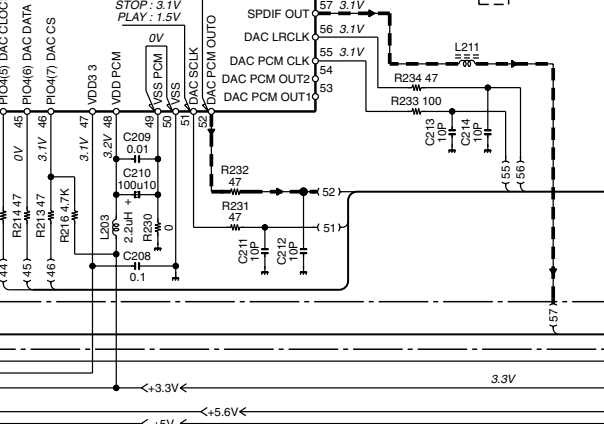 STOP : 3.1V
PLAY : 1.5V
0V
PIO4(5) DAC CLOC
PIO4(6) DAC DATA
PIO4(7) DAC CS
VDD3 3
VDD PCM
VSS PCM
VSS
DAC SCLK
DAC PCM OUTO
SPDIF OUT
57 3.1V
DAC LRCLK
56 3.1V
DAC PCM CLK
55 3.1V
DAC PCM OUT2
54
DAC PCM OUT1
53
L211
R234 47
R233 100
45
46
47
48
49
50
51
52
0V
3.1V
3.1V
3.2V
C209
0.01
C210
100u10
+
C213
10P
C214
10P
55
56
R214 47
R213 47
R216 4.7K
L203
2.2uH
R230
0
R232
47
52
R231
47
51
C211
10P
C212
10P
C208
0.1
44
45
46
57
+3.3V
3.3V
+5.6V
+5V